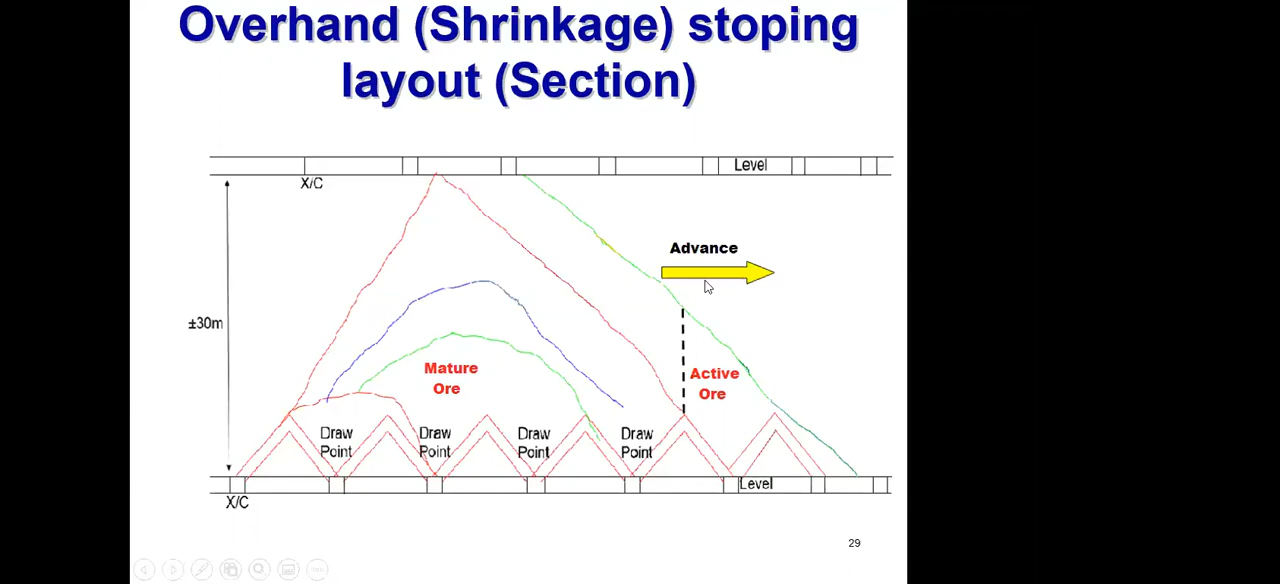 Overhand (Shrinkage) stoping
layout (Section)
Level
X/C
Advance
±30m
Mature
Ore
Active
Ore
Draw
Point
Draw
Point
Draw
Point
Draw
Point
Level
X/C
29